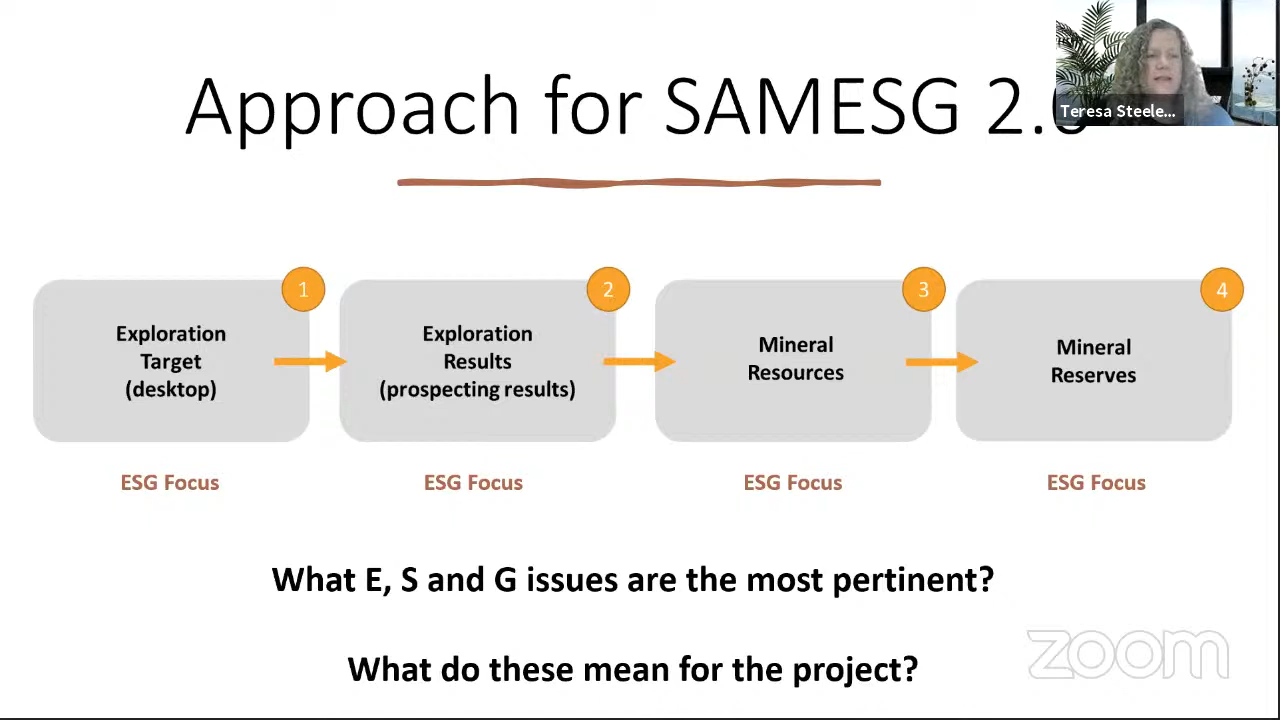 Approach for SAMESG 2.
Teresa Steele...
1
2
3
4
Exploration
Target
(desktop)
Exploration
Results
(prospecting results)
Mineral
Resources
Mineral
Reserves
ESG Focus
ESG Focus
ESG Focus
ESG Focus
What E, S and G issues are the most pertinent?
What do these mean for the project?
zoom